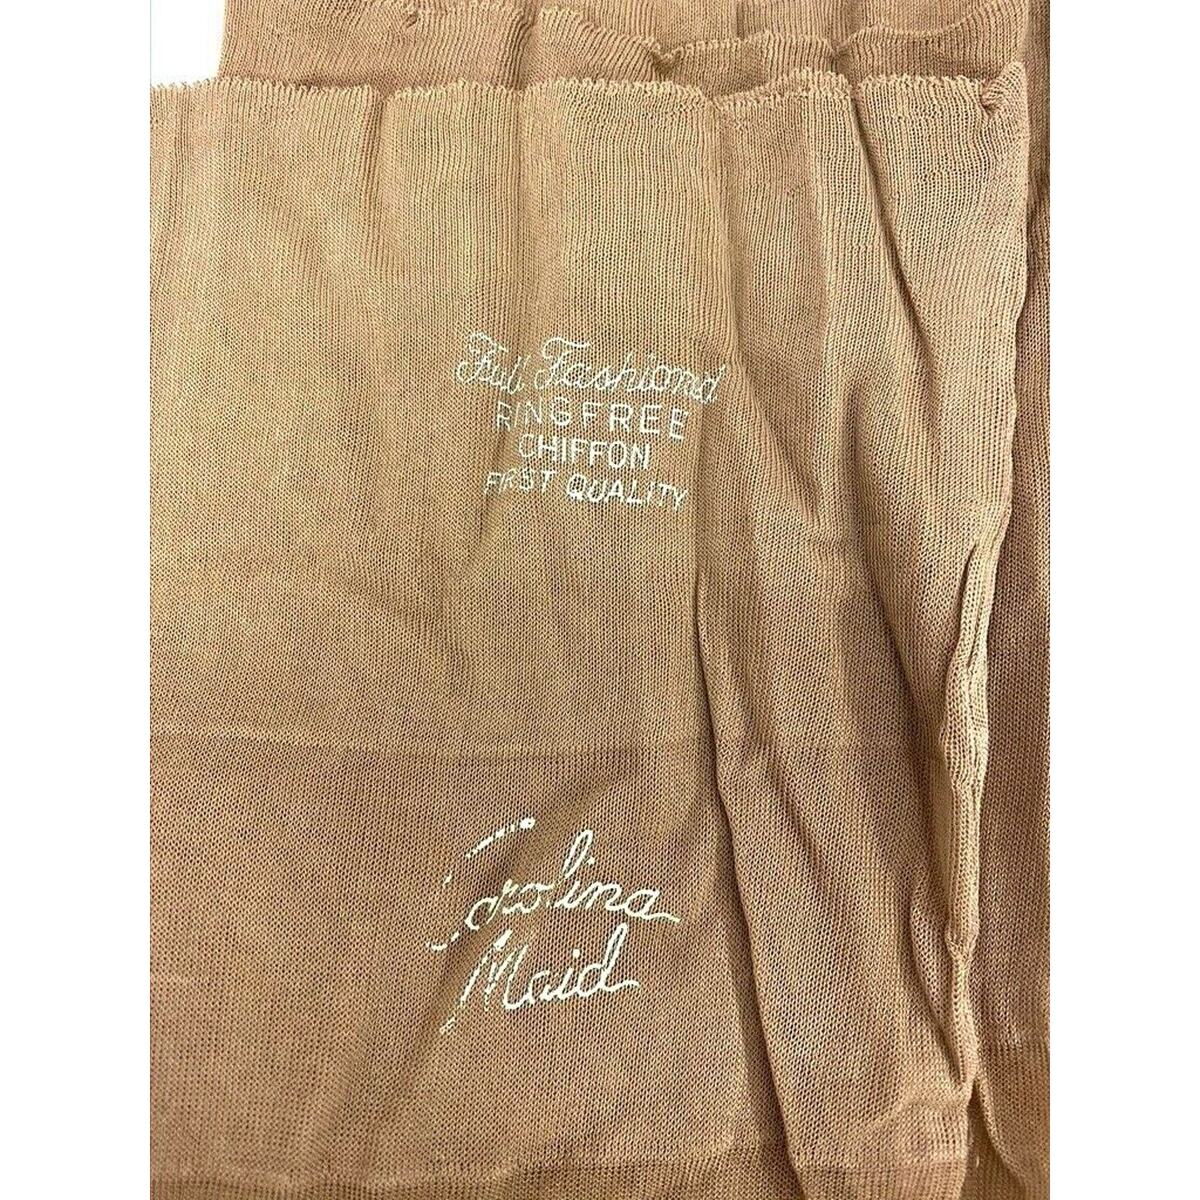 Full Fashioned
RINGFREE
CHIFFON
FIRST QUALITY
Carolina
Maid